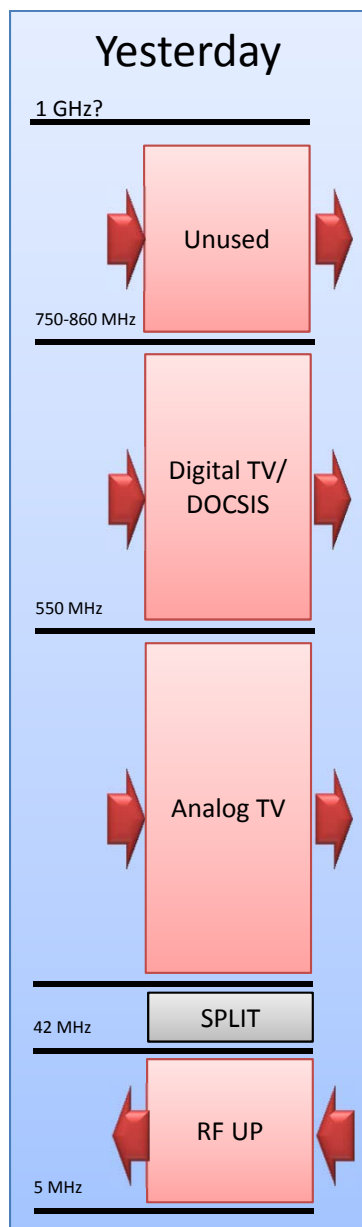 Yesterday
1 GHz?
Unused
750-860 MHz
Digital TV/
DOCSIS
550 MHz
Analog TV
SPLIT
42 MHz
RF UP
5 MHz